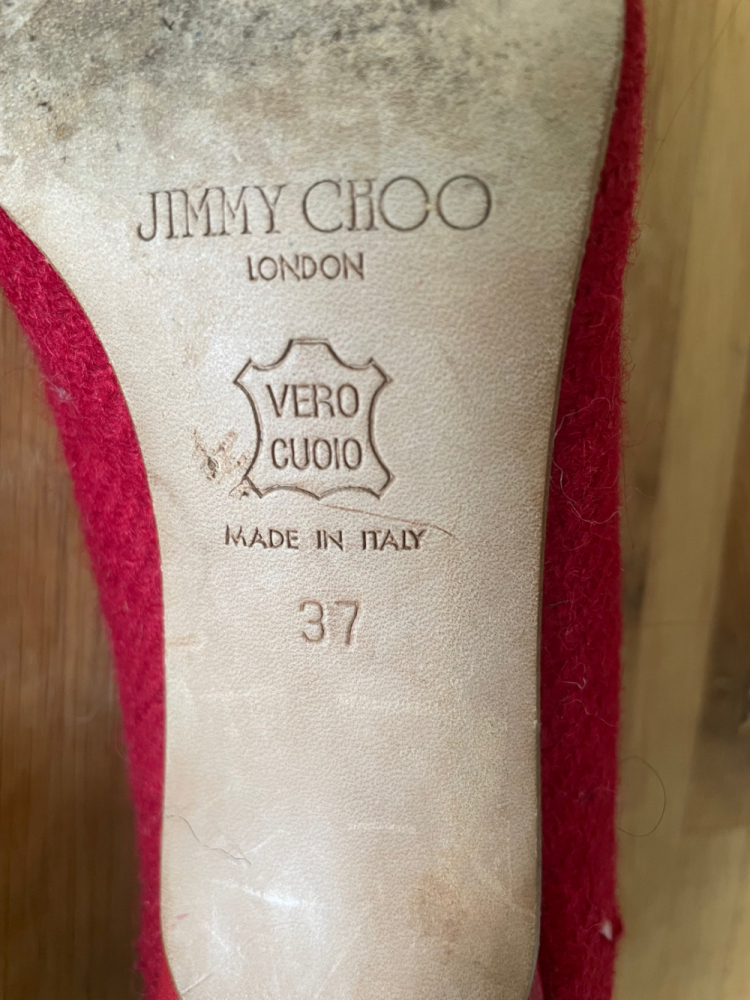 JIMMY CHOO
LONDON
VERO
CUOIO
MADE IN ITALY
37